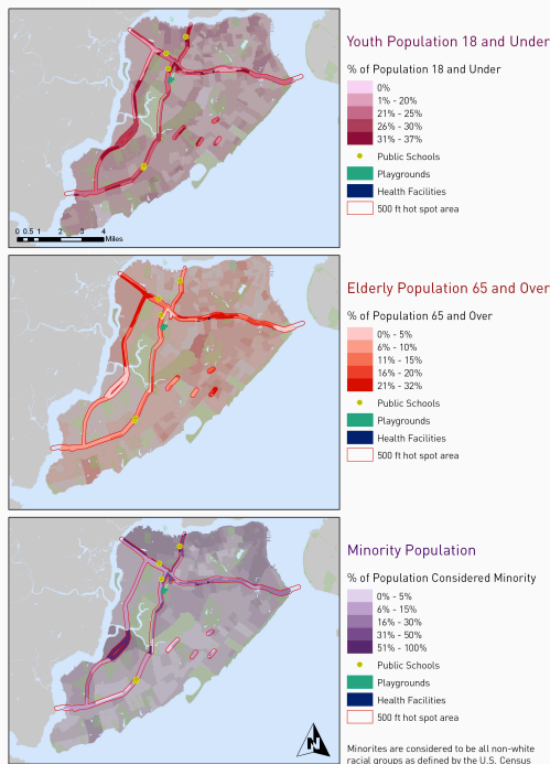 Youth Population 18 and Under
% of Population 18 and Under
0%
1% - 20%
21% - 25%
26% - 30%
31% - 37%
Public Schools
Playgrounds
Health Facilities
500 ft hot spot area
0 0.5 1 2 3 4
Miles
Elderly Population 65 and Over
% of Population 65 and Over
0% - 5%
6% - 10%
11% - 15%
16% - 20%
21% - 32%
Public Schools
Playgrounds
Health Facilities
500 ft hot spot area
Minority Population
% of Population Considered Minority
0% - 5%
6% - 15%
16% - 30%
31% - 50%
51% - 100%
Public Schools
Playgrounds
Health Facilities
500 ft hot spot area
N
Minorites are considered to be all non-white
racial groups as defined by the U.S. Census